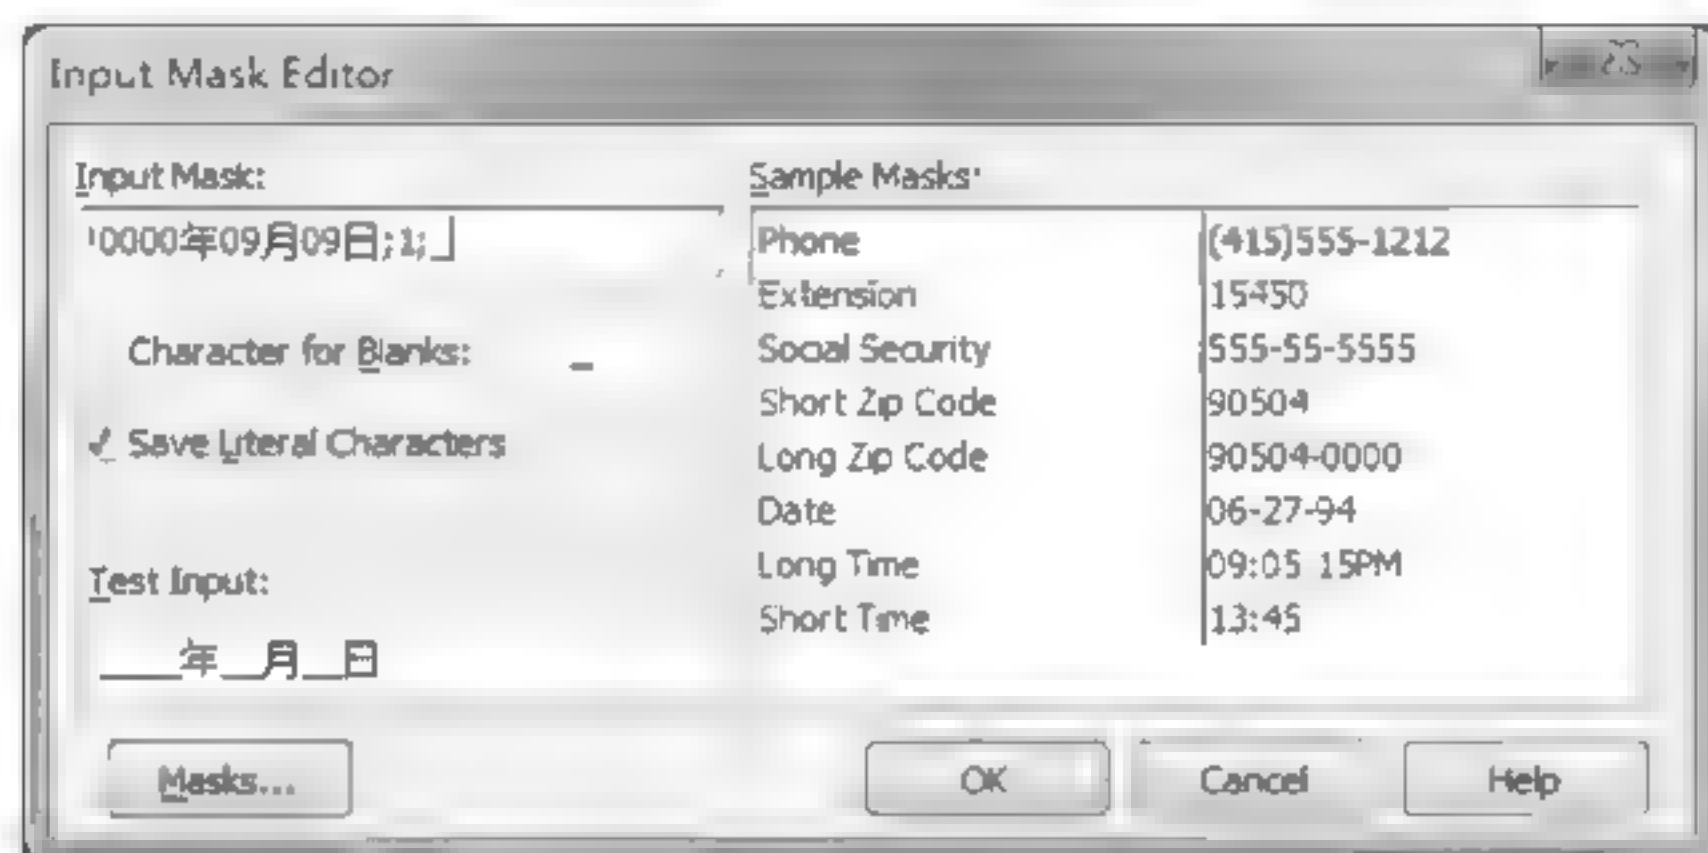 Input Mask Editor
Input Mask:
!0000年09月09日;1;_
Character for Blanks: _
Save Literal Characters
Test Input:
____年__月__日
Masks...
Sample Masks:
Phone (415)555-1212
Extension 15450
Social Security 555-55-5555
Short Zip Code 90504
Long Zip Code 90504-0000
Date 06-27-94
Long Time 09:05:15PM
Short Time 13:45
OK Cancel Help